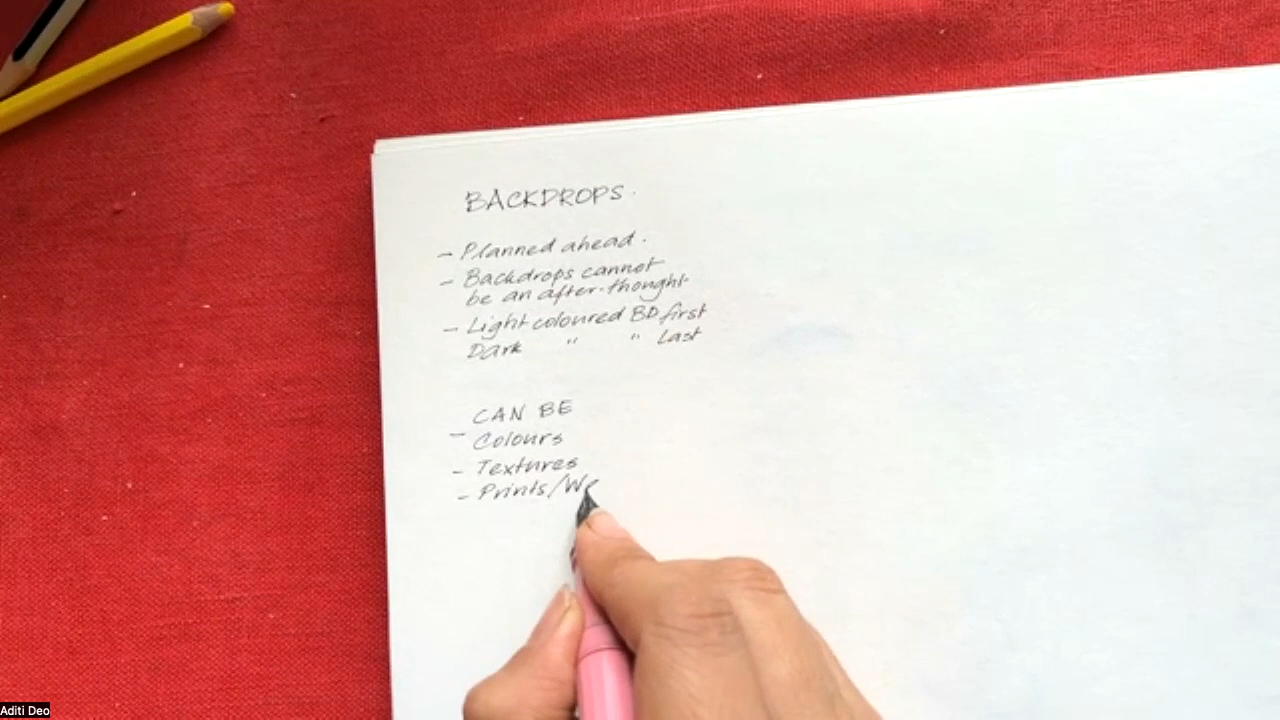 BACKDROPS.
- Planned ahead.
- Backdrops cannot
be an after-thought.
- Light coloured BD first
Dark " " Last
CAN BE
- Colours
- Textures
- Prints/We
Aditi Deo